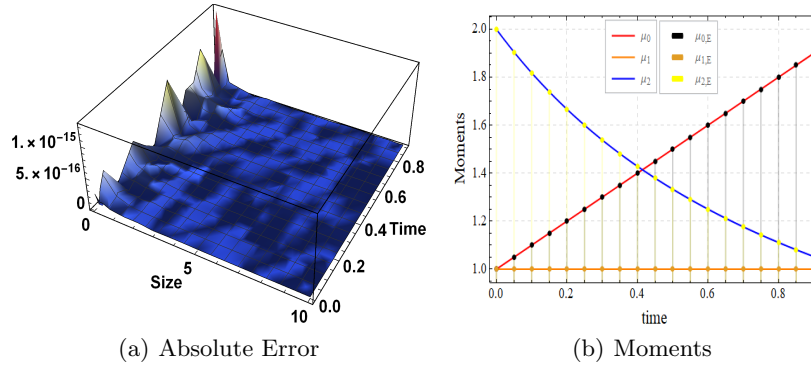 1.×10⁻¹⁵
5.×10⁻¹⁶
0
0
5
10
Size
0.0
0.2
0.4
0.6
0.8
Time
(a) Absolute Error
2.0
1.8
1.6
1.4
1.2
1.0
Moments
μ₀
μ₁
μ₂
μ₀,E
μ₁,E
μ₂,E
0.0 0.2 0.4 0.6 0.8
time
(b) Moments